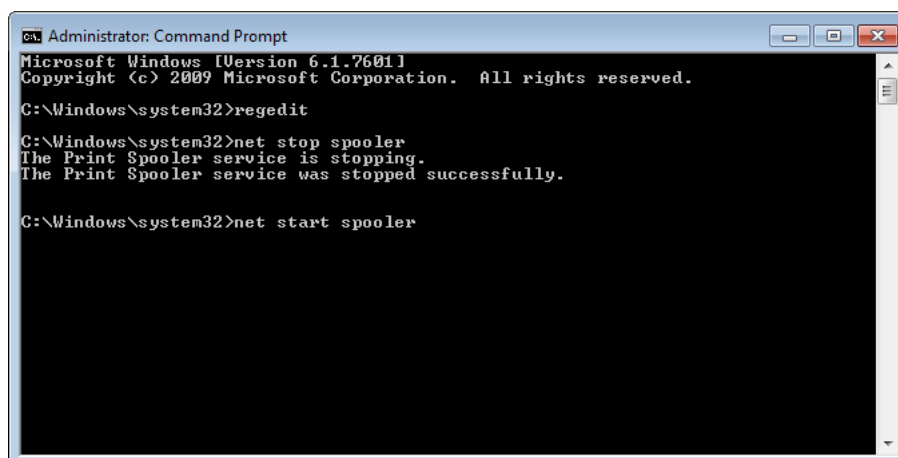 Administrator: Command Prompt
Microsoft Windows [Version 6.1.7601]
Copyright (c) 2009 Microsoft Corporation.  All rights reserved.
C:\Windows\system32>regedit
C:\Windows\system32>net stop spooler
The Print Spooler service is stopping.
The Print Spooler service was stopped successfully.
C:\Windows\system32>net start spooler